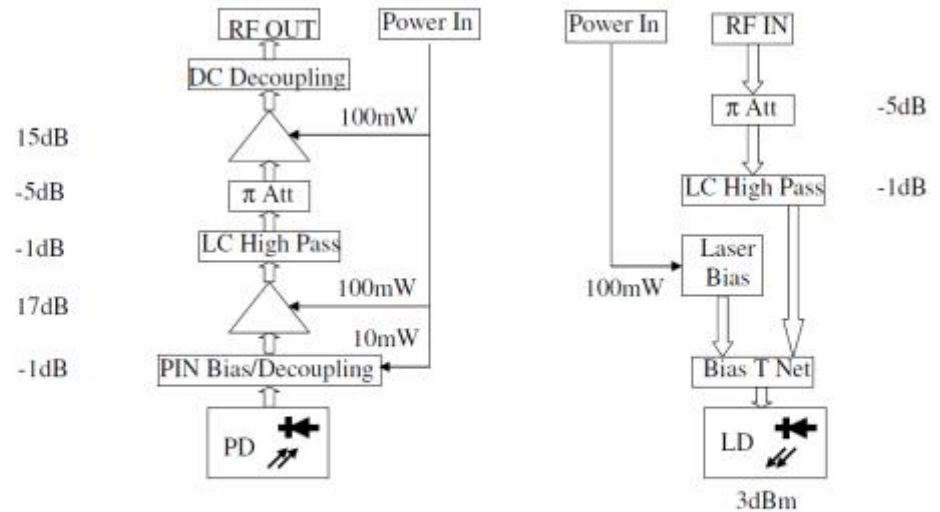 RF OUT
Power In
DC Decoupling
100mW
15dB
-5dB
π Att
-1dB
LC High Pass
100mW
17dB
10mW
-1dB
PIN Bias/Decoupling
PD
Power In
RF IN
π Att
-5dB
LC High Pass
-1dB
Laser
Bias
100mW
Bias T Net
LD
3dBm